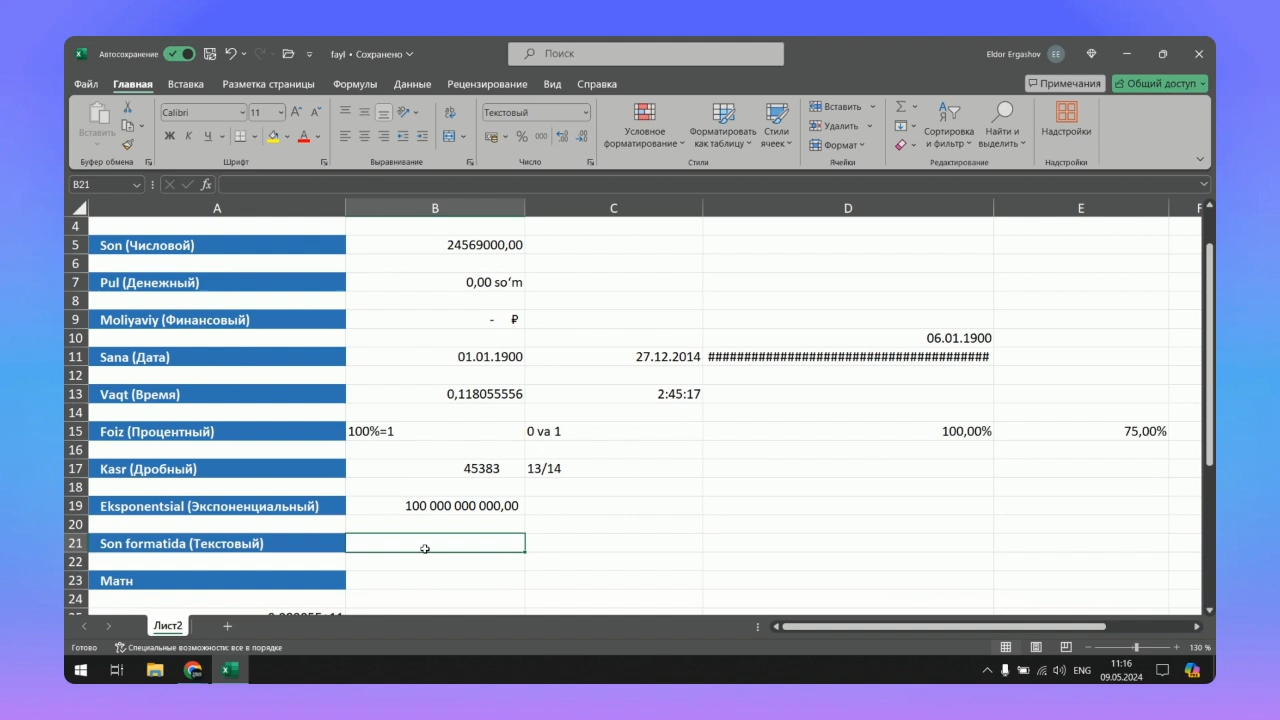 Автосохранение
fayl • Сохранено
Поиск
Eldor Ergashov EE
Файл Главная Вставка Разметка страницы Формулы Данные Рецензирование Вид Справка
Примечания Общий доступ
Вставить
Буфер обмена
Calibri 11
Ж К Ч
Шрифт
Выравнивание
Текстовый
% 000
Число
Условное форматирование
Форматировать как таблицу
Стили ячеек
Стили
Вставить
Удалить
Формат
Ячейки
Сортировка и фильтр
Найти и выделить
Редактирование
Надстройки
Надстройки
B21 fx
A B C D E F
4
5 Son (Числовой) 24569000,00
6
7 Pul (Денежный) 0,00 soʻm
8
9 Moliyaviy (Финансовый) - ₽
10 06.01.1900
11 Sana (Дата) 01.01.1900 27.12.2014 #######################################
12
13 Vaqt (Время) 0,118055556 2:45:17
14
15 Foiz (Процентный) 100%=1 0 va 1 100,00% 75,00%
16
17 Kasr (Дробный) 45383 13/14
18
19 Eksponentsial (Экспоненциальный) 100 000 000 000,00
20
21 Son formatida (Текстовый)
22
23 Матн
24
Лист2
Готово Специальные возможности: все в порядке 130 %
ENG 11:16
09.05.2024